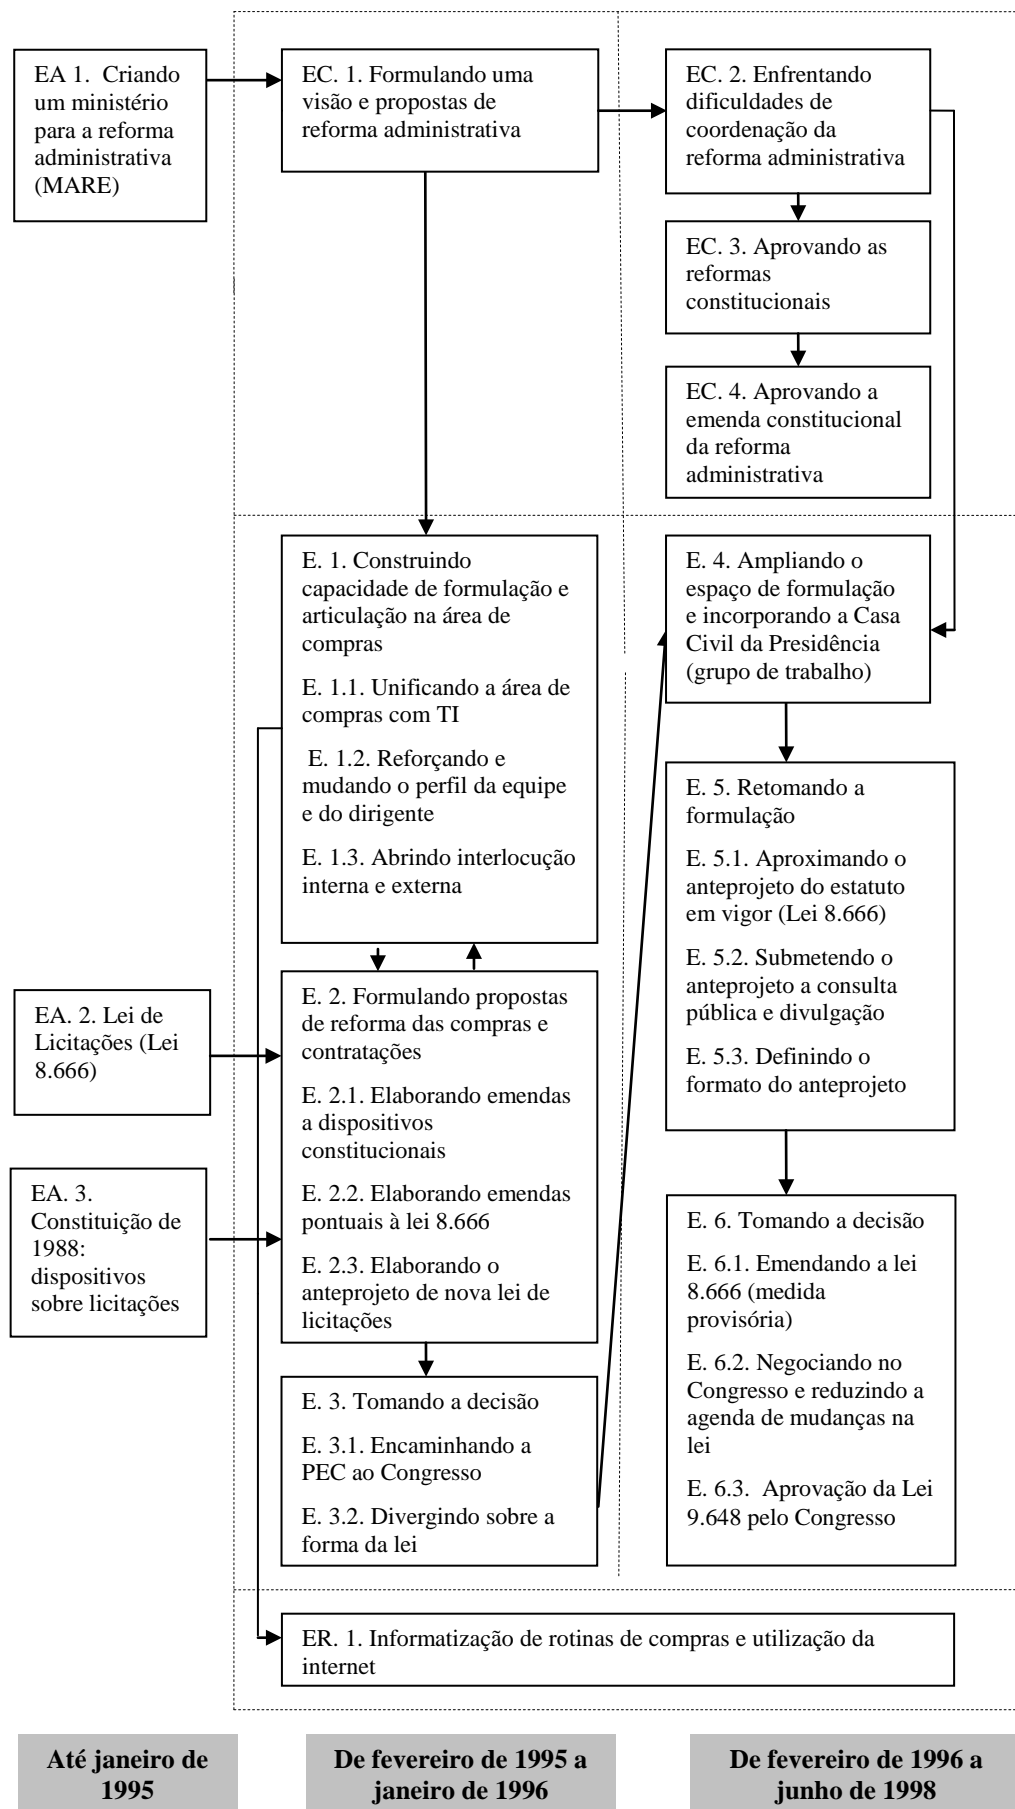 EA 1.  Criando
um ministério
para a reforma
administrativa
(MARE)
EC. 1. Formulando uma
visão e propostas de
reforma administrativa
EC. 2. Enfrentando
dificuldades de
coordenação da
reforma administrativa
EC. 3. Aprovando as
reformas
constitucionais
EC. 4. Aprovando a
emenda constitucional
da reforma
administrativa
E. 1. Construindo
capacidade de formulação e
articulação na área de
compras
E. 1.1. Unificando a área de
compras com TI
E. 1.2. Reforçando e
mudando o perfil da equipe
e do dirigente
E. 1.3. Abrindo interlocução
interna e externa
E. 4. Ampliando o
espaço de formulação
e incorporando a Casa
Civil da Presidência
(grupo de trabalho)
E. 5. Retomando a
formulação
E. 5.1. Aproximando o
anteprojeto do estatuto
em vigor (Lei 8.666)
E. 5.2. Submetendo o
anteprojeto a consulta
pública e divulgação
E. 5.3. Definindo o
formato do anteprojeto
EA. 2. Lei de
Licitações (Lei
8.666)
E. 2. Formulando propostas
de reforma das compras e
contratações
E. 2.1. Elaborando emendas
a dispositivos
constitucionais
E. 2.2. Elaborando emendas
pontuais à lei 8.666
E. 2.3. Elaborando o
anteprojeto de nova lei de
licitações
EA. 3.
Constituição de
1988:
dispositivos
sobre licitações
E. 6. Tomando a decisão
E. 6.1. Emendando a lei
8.666 (medida
provisória)
E. 6.2. Negociando no
Congresso e reduzindo a
agenda de mudanças na
lei
E. 6.3.  Aprovação da Lei
9.648 pelo Congresso
E. 3. Tomando a decisão
E. 3.1. Encaminhando a
PEC ao Congresso
E. 3.2. Divergindo sobre a
forma da lei
ER. 1. Informatização de rotinas de compras e utilização da
internet
Até janeiro de
1995
De fevereiro de 1995 a
janeiro de 1996
De fevereiro de 1996 a
junho de 1998